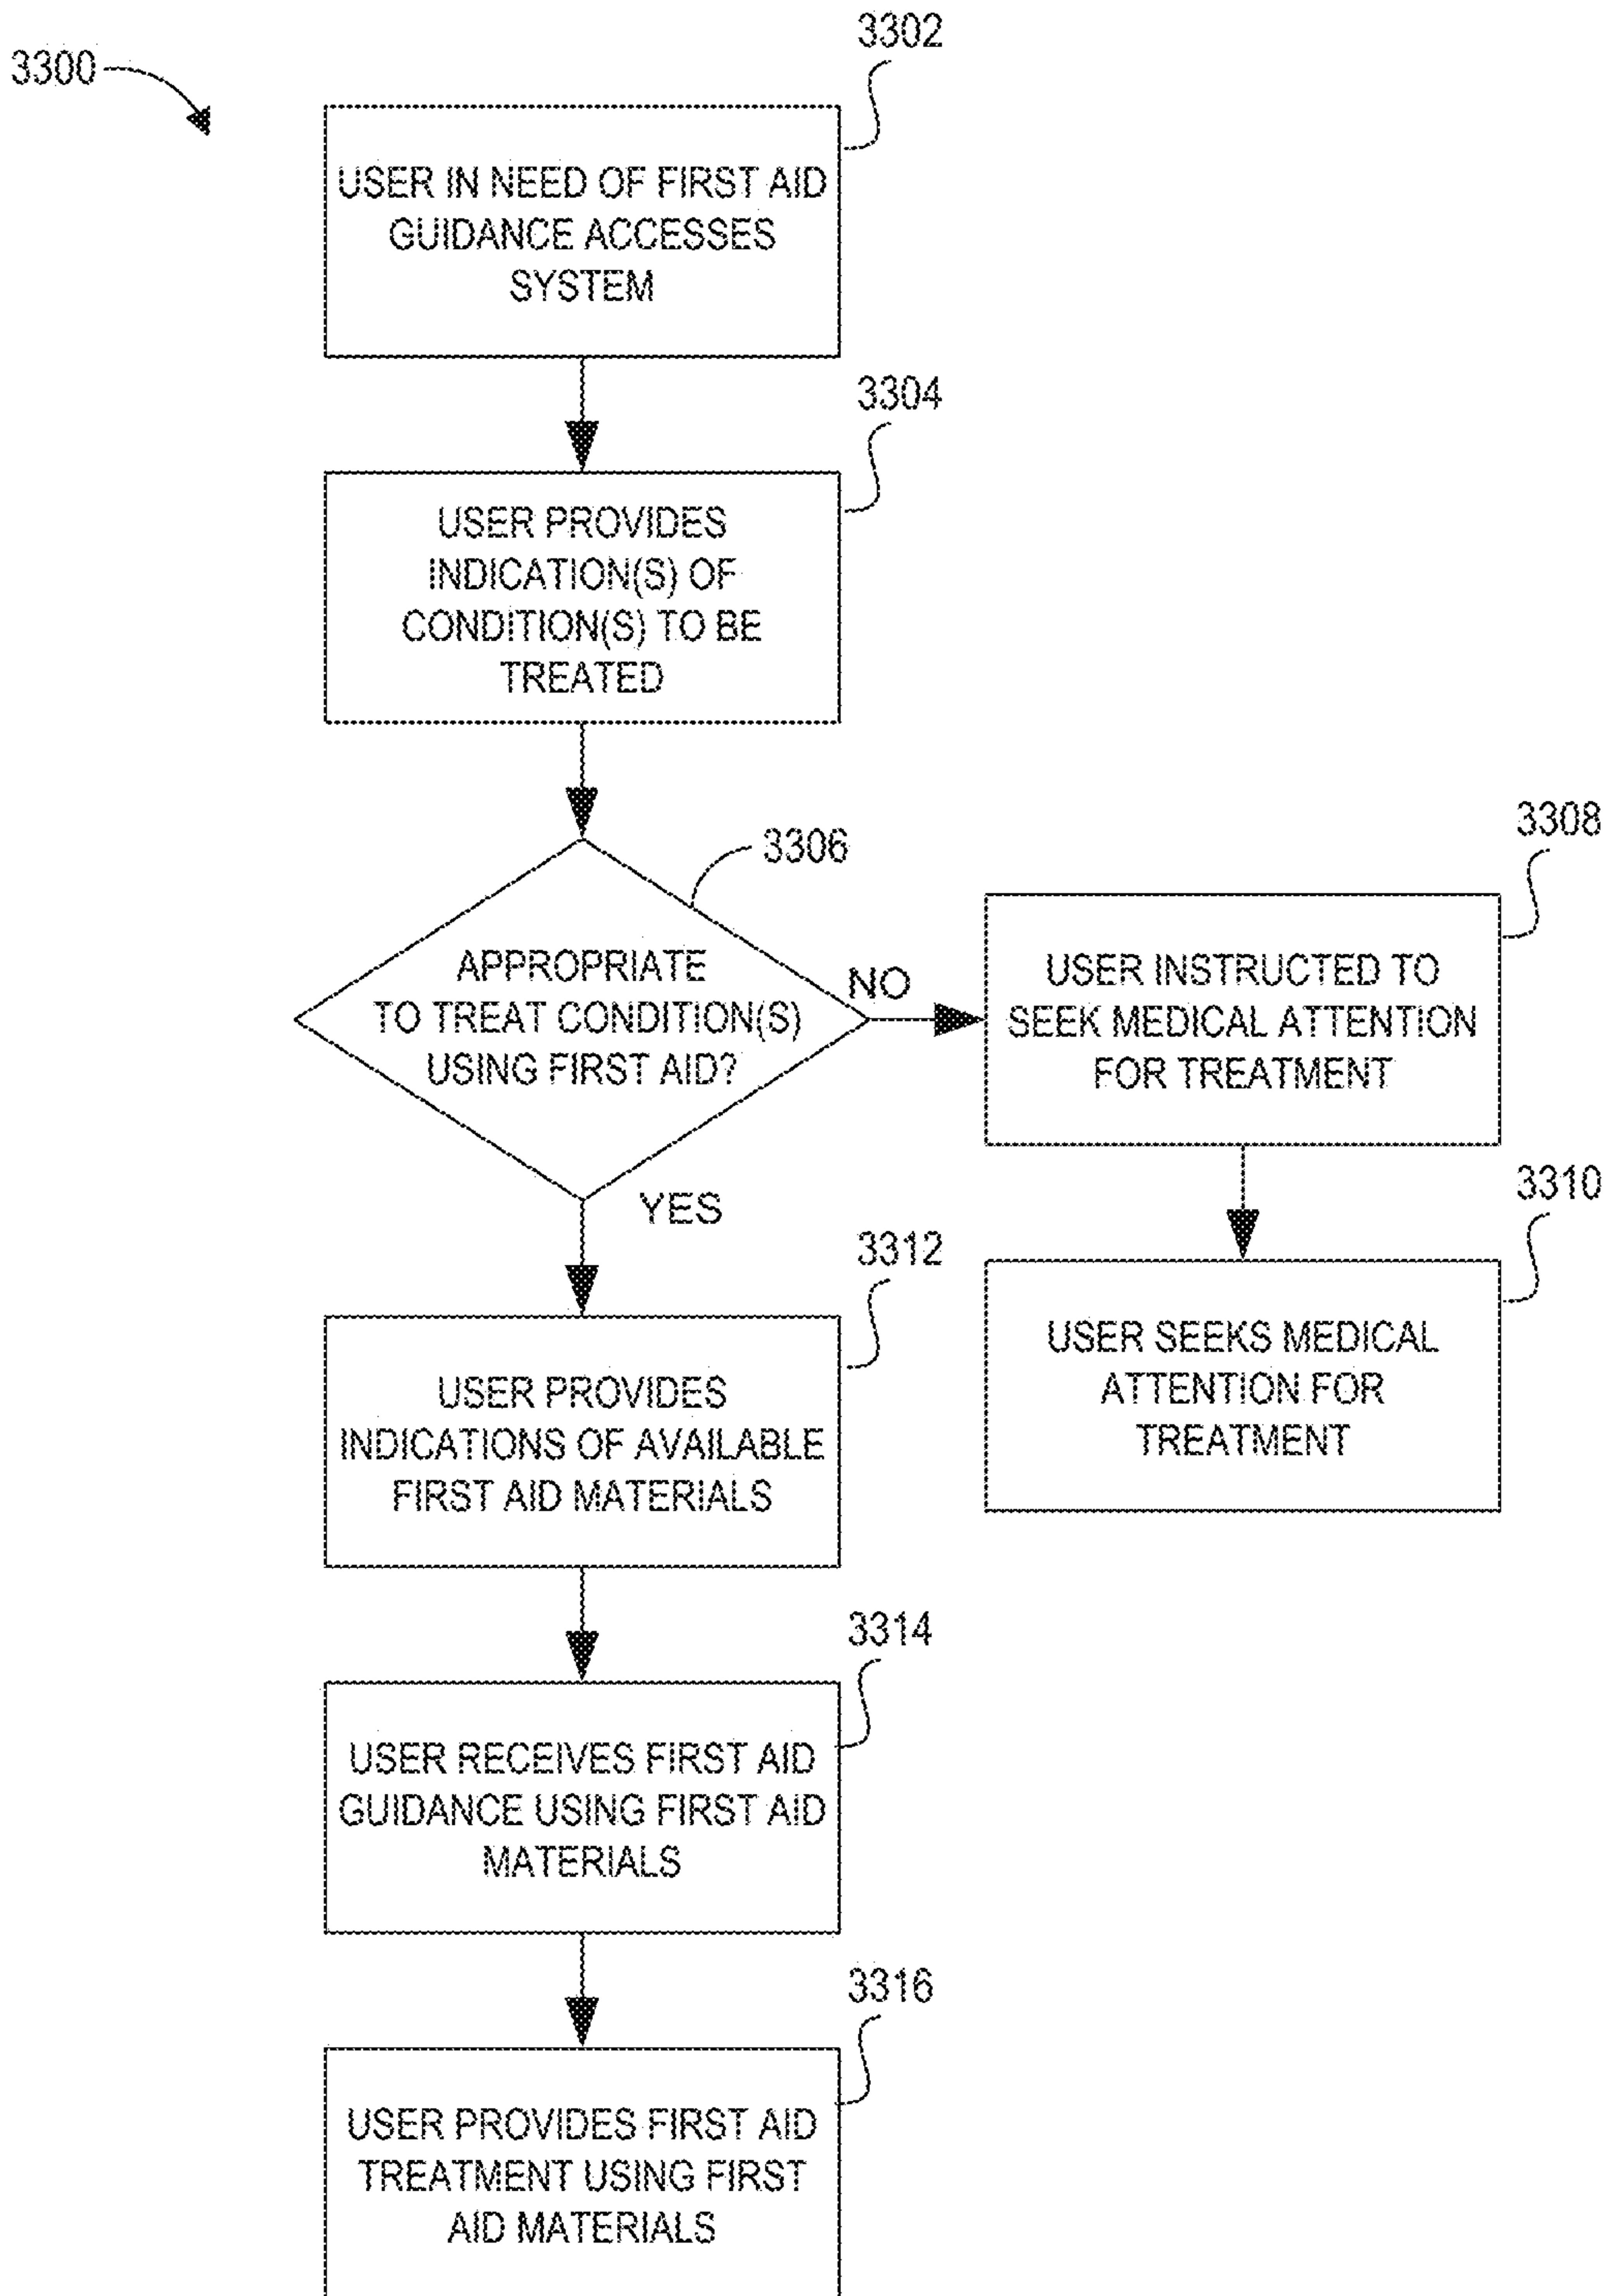 3300
3302
USER IN NEED OF FIRST AID
GUIDANCE ACCESSES
SYSTEM
3304
USER PROVIDES
INDICATION(S) OF
CONDITION(S) TO BE
TREATED
3306
APPROPRIATE
TO TREAT CONDITION(S)
USING FIRST AID?
NO
3308
USER INSTRUCTED TO
SEEK MEDICAL ATTENTION
FOR TREATMENT
3310
USER SEEKS MEDICAL
ATTENTION FOR
TREATMENT
YES
3312
USER PROVIDES
INDICATIONS OF AVAILABLE
FIRST AID MATERIALS
3314
USER RECEIVES FIRST AID
GUIDANCE USING FIRST AID
MATERIALS
3316
USER PROVIDES FIRST AID
TREATMENT USING FIRST
AID MATERIALS